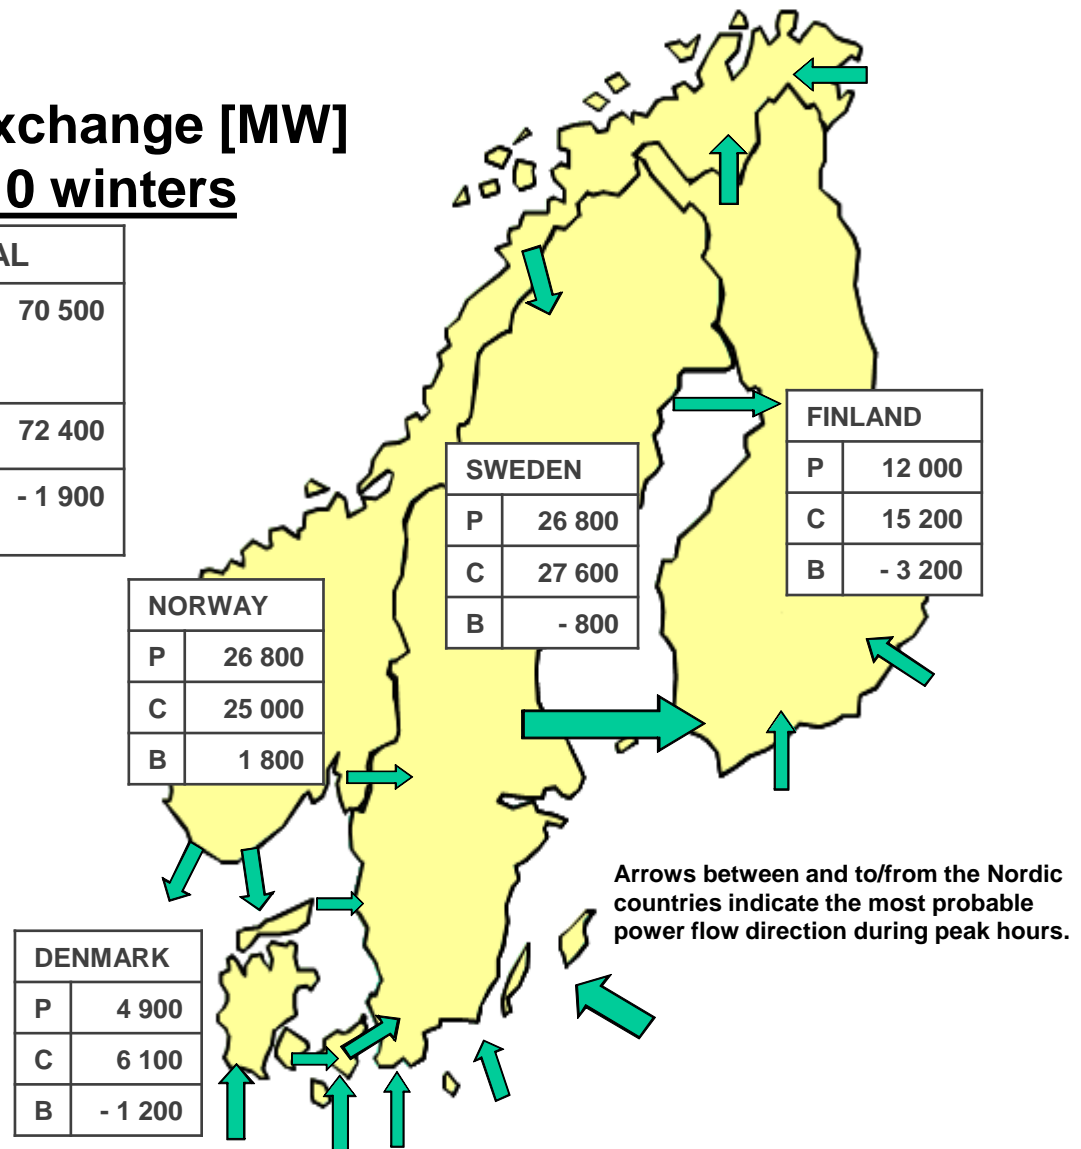 xchange [MW]
0 winters
AL
70 500
72 400
- 1 900
FINLAND
P 12 000
C 15 200
B - 3 200
SWEDEN
P 26 800
C 27 600
B - 800
NORWAY
P 26 800
C 25 000
B 1 800
Arrows between and to/from the Nordic
countries indicate the most probable
power flow direction during peak hours.
DENMARK
P 4 900
C 6 100
B - 1 200